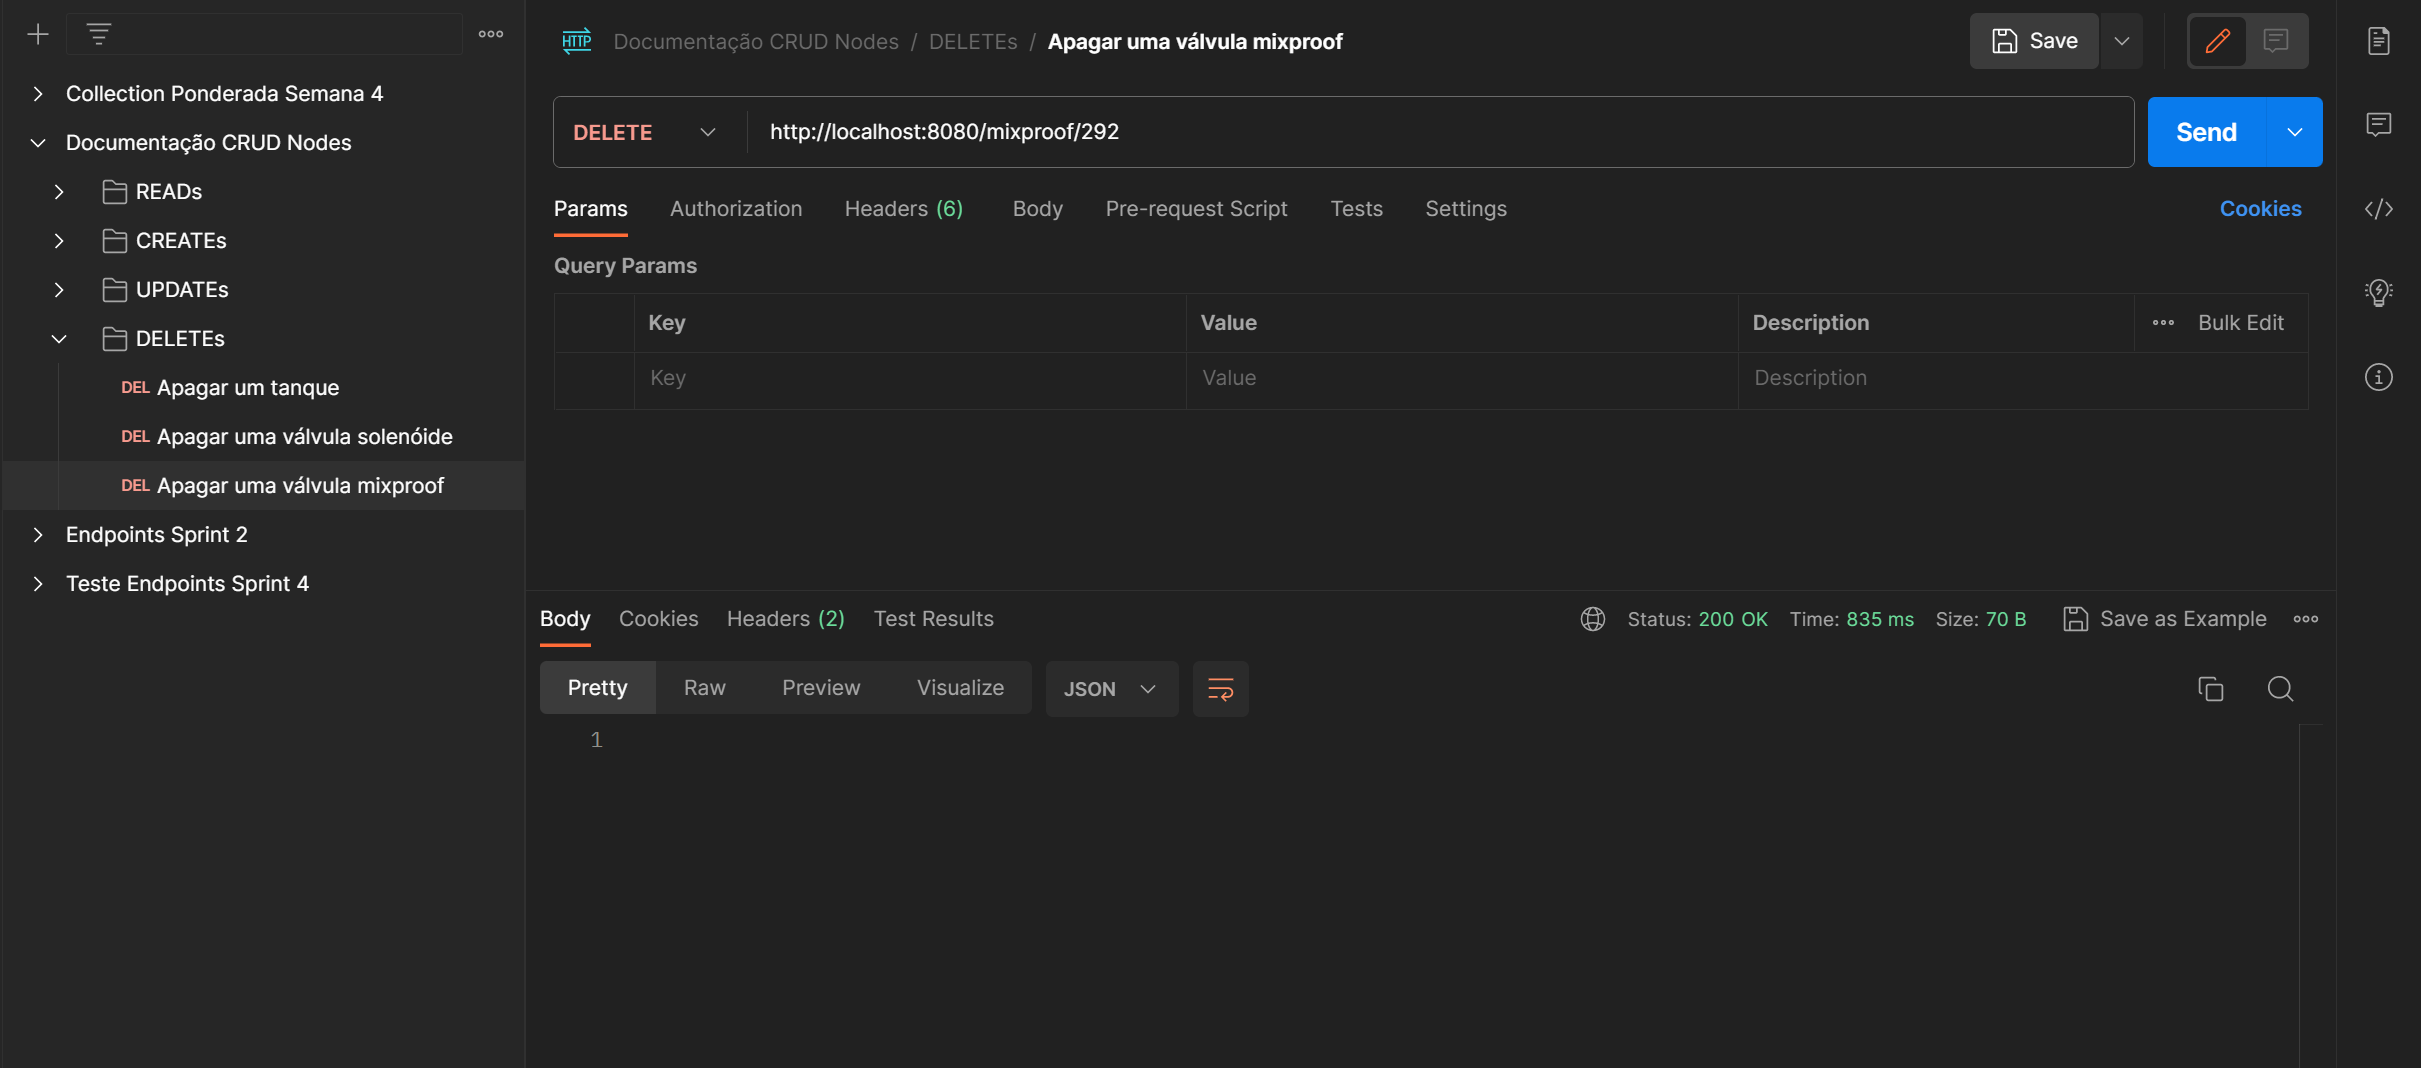 Collection Ponderada Semana 4
Documentação CRUD Nodes
READs
CREATEs
UPDATEs
DELETEs
DEL Apagar um tanque
DEL Apagar uma válvula solenóide
DEL Apagar uma válvula mixproof
Endpoints Sprint 2
Teste Endpoints Sprint 4
HTTP Documentação CRUD Nodes / DELETEs / Apagar uma válvula mixproof
Save
DELETE http://localhost:8080/mixproof/292
Send
Params Authorization Headers (6) Body Pre-request Script Tests Settings Cookies
Query Params
Key Value Description Bulk Edit
Key Value Description
Body Cookies Headers (2) Test Results Status: 200 OK Time: 835 ms Size: 70 B Save as Example
Pretty Raw Preview Visualize JSON
1